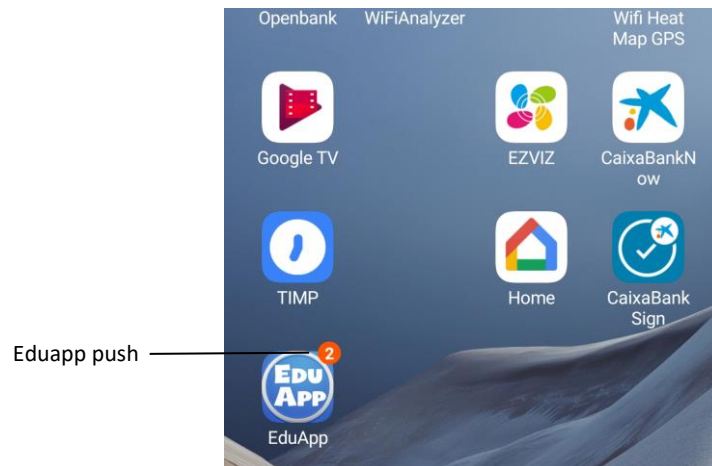 Openbank WiFiAnalyzer Wifi Heat
Map GPS
Google TV EZVIZ CaixaBankN
ow
TIMP Home CaixaBank
Sign
Eduapp push
2
EDU
APP
EduApp